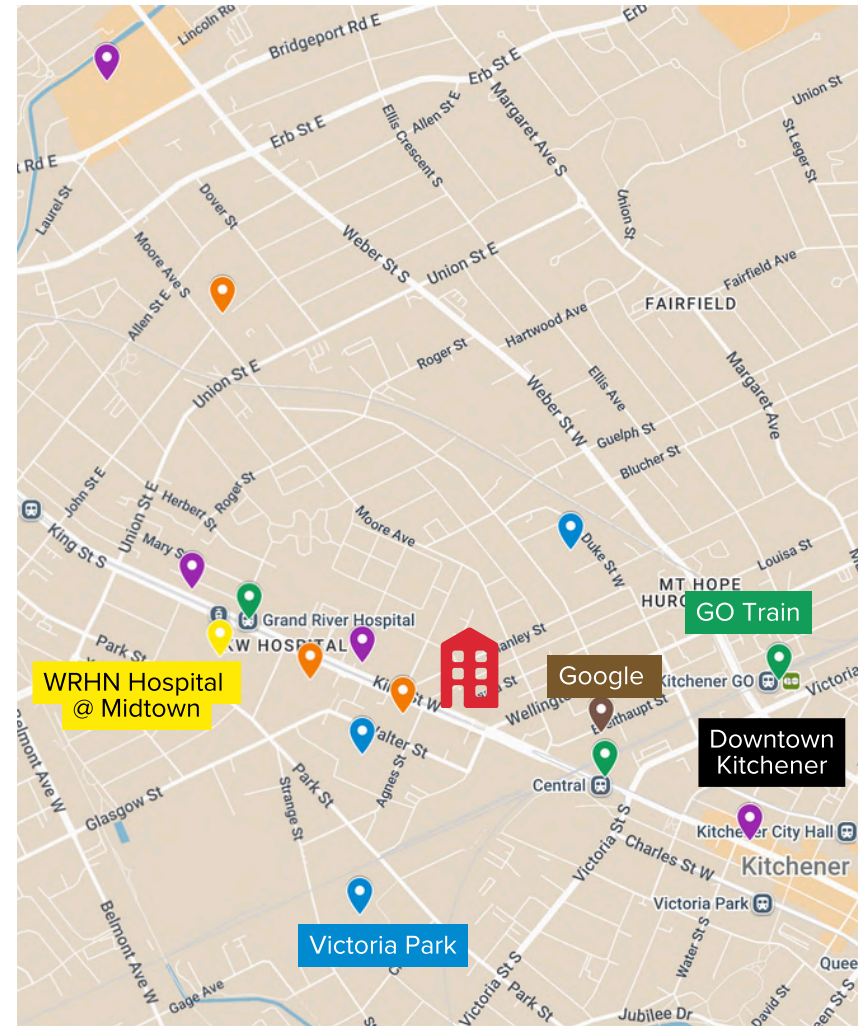 Lincoln Rd
Bridgeport Rd E
Erb
Erb St E
Margaret Ave S
Union St
Ellis Crescent S
Allen St E
Erb St E
St Leger St
t Rd E
Laurel St
Dover St
Union St
Moore Ave S
Weber St S
Union St E
Fairfield Ave
Allen St E
FAIRFIELD
Hartwood Ave
Roger St
Union St E
Ellis Ave
Margaret Ave
Weber St W
Guelph St
Blucher St
John St E
Roger St
Union St E
Herbert St
Moore Ave
King St S
Mary S
Duke St W
Louisa St
MT HOPE
HUR
GO Train
Grand River Hospital
KW HOSPITAL
Park St
WRHN Hospital
@ Midtown
Google
Kitchener GO
GO
Victoria
King St W
Wellington
Breithaupt St
Belmont Ave W
Walter St
Downtown
Kitchener
Central
Park St
Agnes St
Strange St
Glasgow St
Victoria St S
Kitchener City Hall
Charles St W
Kitchener
Victoria Park
Victoria Park
Belmont Ave W
Water St S
Queen
Gage Ave
Victoria St S
Park St
David St
Jubilee Dr
en St S